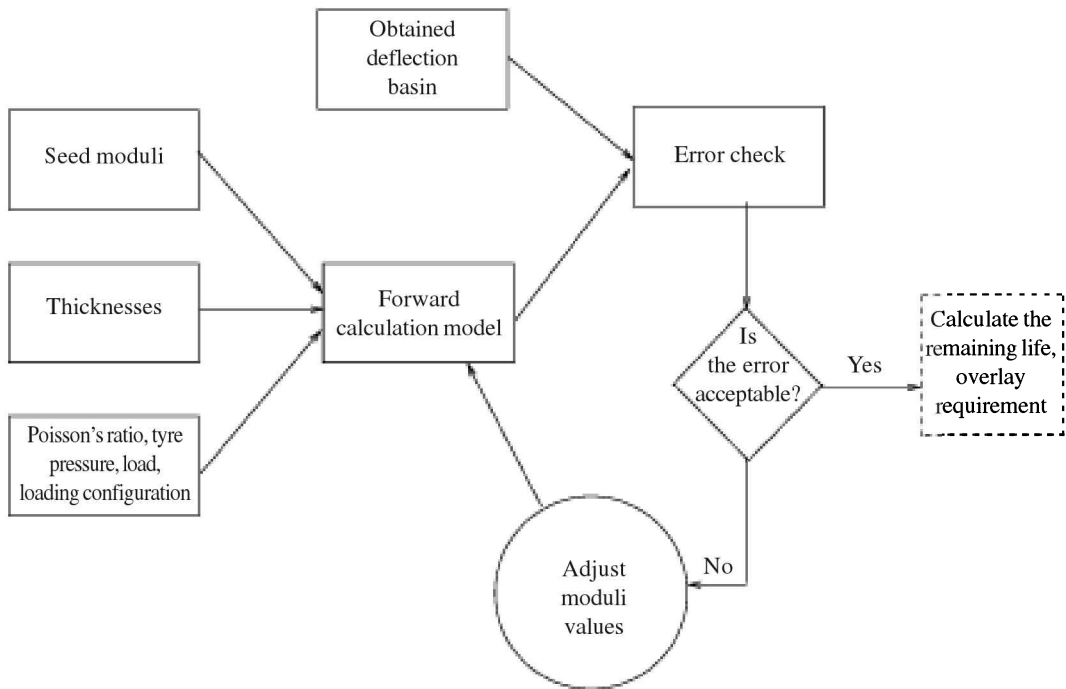 Obtained
deflection
basin
Seed moduli
Error check
Thicknesses
Forward
calculation model
Poisson’s ratio, tyre
pressure, load,
loading configuration
Is
the error
acceptable?
Yes
Calculate the
remaining life,
overlay
requirement
No
Adjust
moduli
values